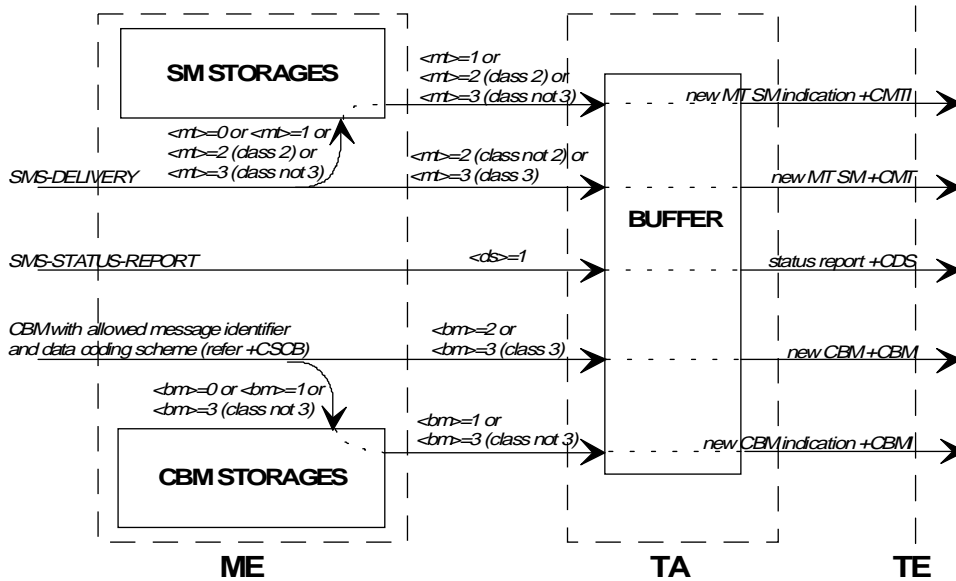 SM STORAGES
<mt>=1 or
<mt>=2 (class 2) or
<mt>=3 (class not 3)
new MT SM indication +CMTI
<mt>=0 or <mt>=1 or
<mt>=2 (class 2) or
<mt>=3 (class not 3)
<mt>=2 (class not 2) or
<mt>=3 (class 3)
SMS-DELIVERY
new MT SM +CMT
BUFFER
SMS-STATUS-REPORT
<ds>=1
status report +CDS
CBM with allowed message identifier
and data coding scheme (refer +CSCB)
<bm>=2 or
<bm>=3 (class 3)
new CBM +CBM
<bm>=0 or <bm>=1 or
<bm>=3 (class not 3)
<bm>=1 or
<bm>=3 (class not 3)
new CBM indication +CBMI
CBM STORAGES
ME
TA
TE